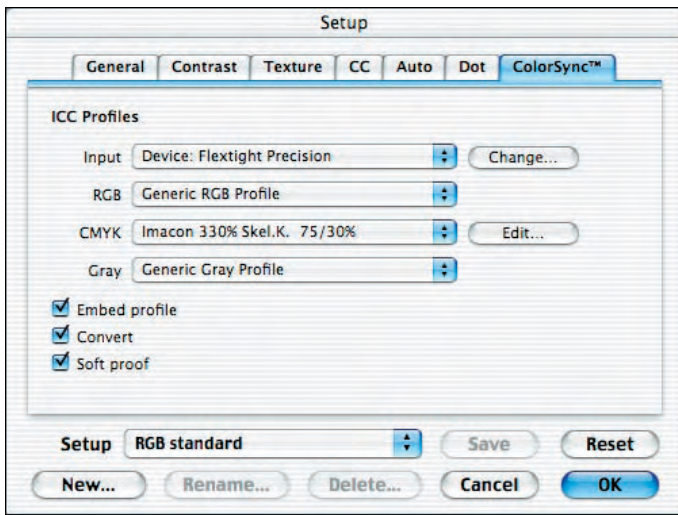 Setup
General Contrast Texture CC Auto Dot ColorSync™
ICC Profiles
Input Device: Flextight Precision Change...
RGB Generic RGB Profile
CMYK Imacon 330% Skel.K. 75/30% Edit...
Gray Generic Gray Profile
Embed profile
Convert
Soft proof
Setup RGB standard Save Reset
New... Rename... Delete... Cancel OK